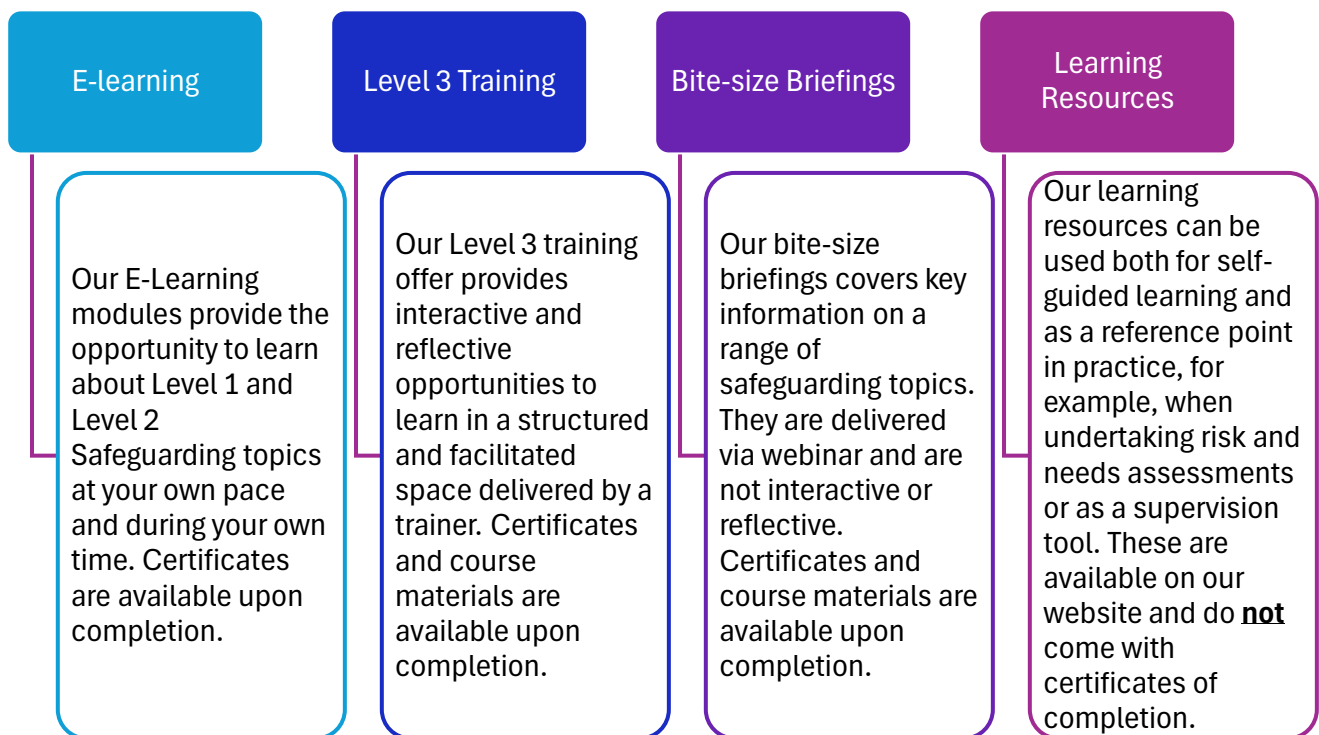 E-learning
Our E-Learning
modules provide the
opportunity to learn
about Level 1 and
Level 2
Safeguarding topics
at your own pace
and during your own
time. Certificates
are available upon
completion.
Level 3 Training
Our Level 3 training
offer provides
interactive and
reflective
opportunities to
learn in a structured
and facilitated
space delivered by a
trainer. Certificates
and course
materials are
available upon
completion.
Bite-size Briefings
Our bite-size
briefings covers key
information on a
range of
safeguarding topics.
They are delivered
via webinar and are
not interactive or
reflective.
Certificates and
course materials are
available upon
completion.
Learning
Resources
Our learning
resources can be
used both for self-
guided learning and
as a reference point
in practice, for
example, when
undertaking risk and
needs assessments
or as a supervision
tool. These are
available on our
website and do not
come with
certificates of
completion.